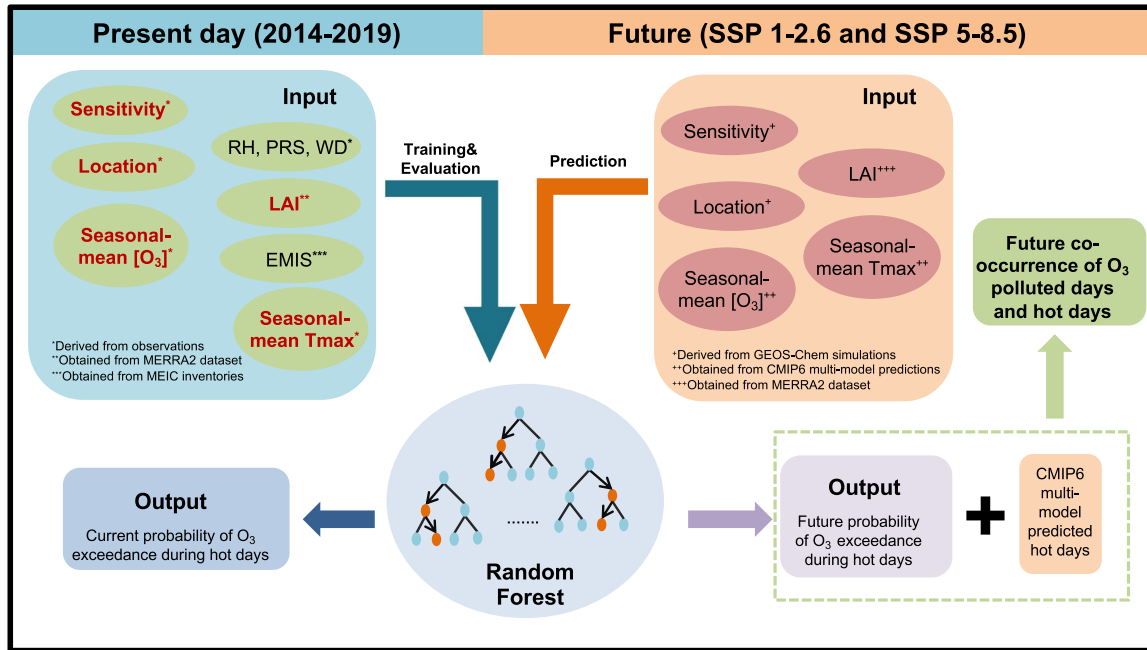 Present day (2014-2019)
Future (SSP 1-2.6 and SSP 5-8.5)
Input
Sensitivity*
RH, PRS, WD*
Location*
LAI**
Seasonal-
mean [O₃]*
EMIS***
Seasonal-
mean Tmax*
*Derived from observations
**Obtained from MERRA2 dataset
***Obtained from MEIC inventories
Training&
Evaluation
Prediction
Input
Sensitivity+
LAI+++
Location+
Seasonal-
mean Tmax++
Seasonal-
mean [O₃]++
+Derived from GEOS-Chem simulations
++Obtained from CMIP6 multi-model predictions
+++Obtained from MERRA2 dataset
Future co-
occurrence of O₃
polluted days
and hot days
Output
Current probability of O₃
exceedance during hot days
.......
Random
Forest
Output
Future probability
of O₃ exceedance
during hot days
+
CMIP6
multi-
model
predicted
hot days